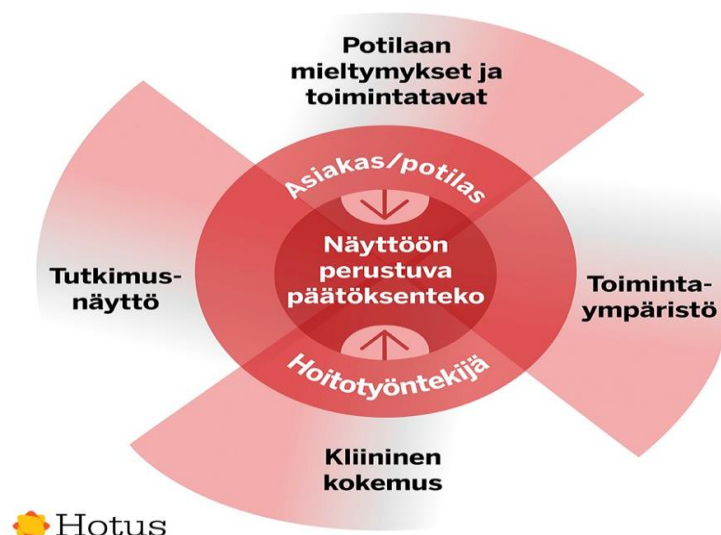 Potilaan
mieltymykset ja
toimintatavat
Asiakas/potilas
Näyttöön
perustuva
päätöksenteko
Tutkimus-
näyttö
Toiminta-
ympäristö
Hoitotyöntekijä
Kliininen
kokemus
Hotus